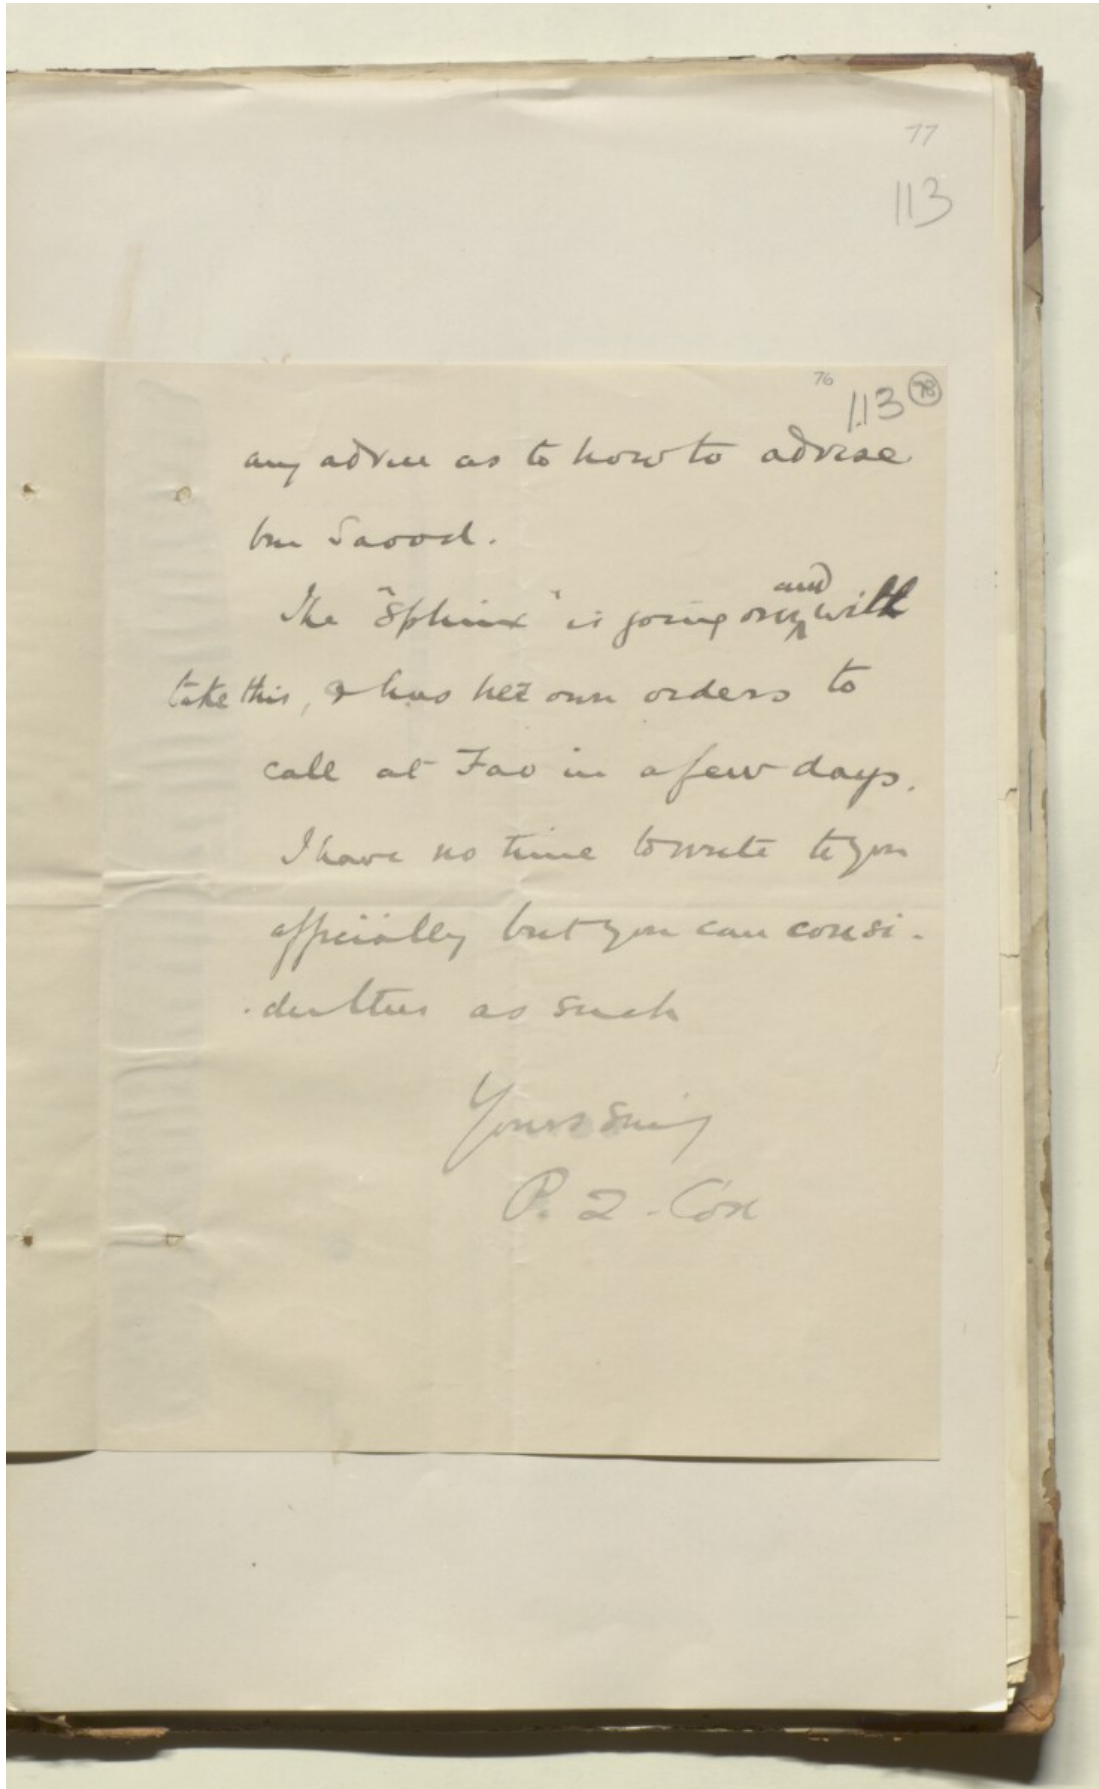 77
113
76
113 78
any advice as to how to advise
bin Saood.
The "Sphinx" is going on, and will
take this, & has her own orders to
call at Fao in a few days.
I have no time to write to you
officially but you can consi-
-der this as such
Yours
P. Z. Cox